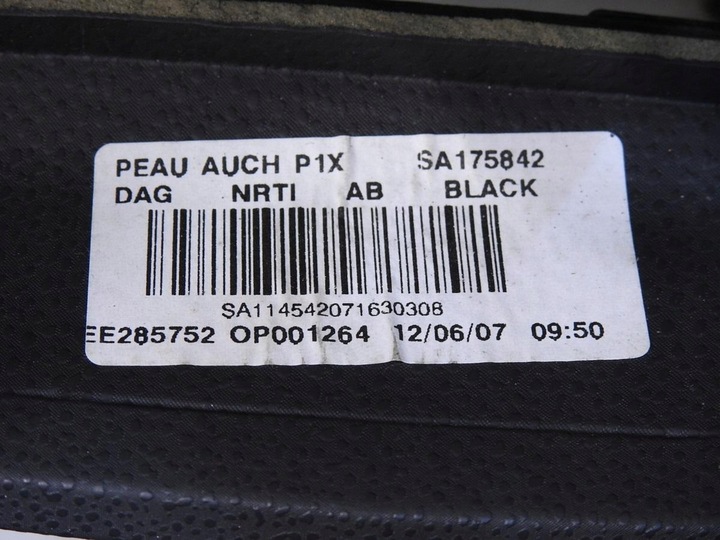 PEAU AUCH P1X SA175842
DAG NRTI AB BLACK
SA114542071630308
EE285752 OP001264 12/06/07 09:50